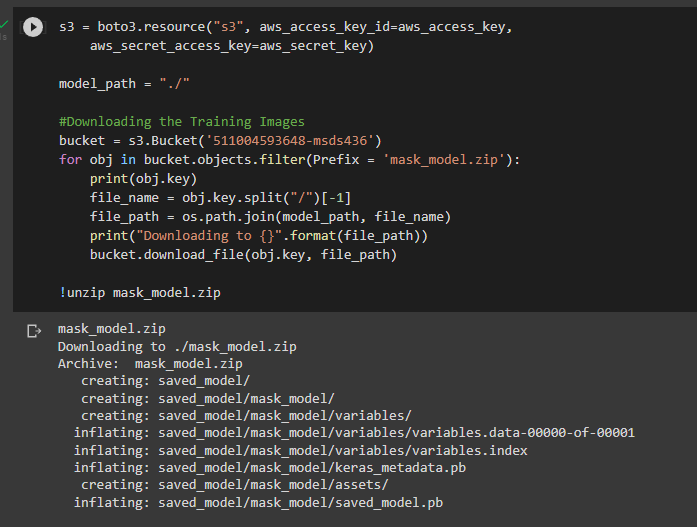 s3 = boto3.resource("s3", aws_access_key_id=aws_access_key,
    aws_secret_access_key=aws_secret_key)
model_path = "./"
#Downloading the Training Images
bucket = s3.Bucket('511004593648-msds436')
for obj in bucket.objects.filter(Prefix = 'mask_model.zip'):
    print(obj.key)
    file_name = obj.key.split("/")[-1]
    file_path = os.path.join(model_path, file_name)
    print("Downloading to {}".format(file_path))
    bucket.download_file(obj.key, file_path)
!unzip mask_model.zip
mask_model.zip
Downloading to ./mask_model.zip
Archive:  mask_model.zip
   creating: saved_model/
   creating: saved_model/mask_model/
   creating: saved_model/mask_model/variables/
  inflating: saved_model/mask_model/variables/variables.data-00000-of-00001
  inflating: saved_model/mask_model/variables/variables.index
  inflating: saved_model/mask_model/keras_metadata.pb
   creating: saved_model/mask_model/assets/
  inflating: saved_model/mask_model/saved_model.pb